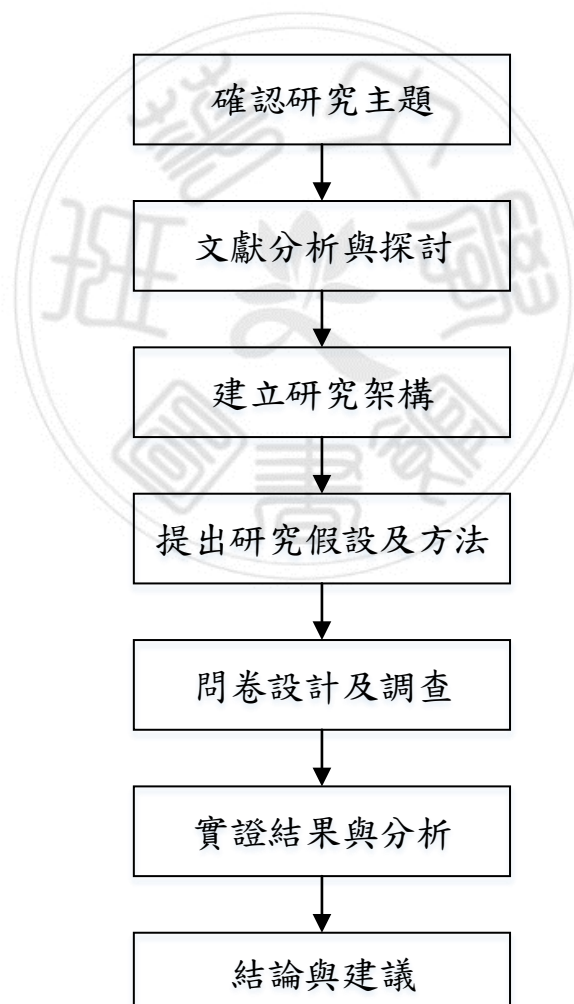 確認研究主題
文獻分析與探討
建立研究架構
提出研究假設及方法
問卷設計及調查
實證結果與分析
結論與建議